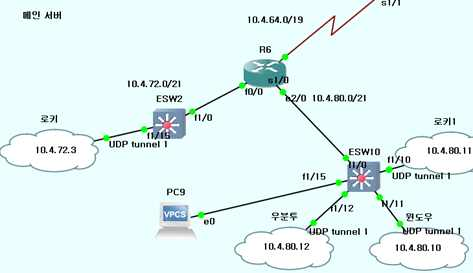 s1/1
메인 서버
10.4.64.0/19
R6
s1/0
10.4.72.0/21
f0/0
e2/0 10.4.80.0/21
ESW2
f1/0
로키
f1/15
UDP tunnel 1
10.4.72.3
로키1
ESW10
f1/0
f1/10
10.4.80.11
UDP tunnel 1
f1/15
PC9
VPCS
e0
f1/12
f1/11
우분투
윈도우
UDP tunnel 1
UDP tunnel 1
10.4.80.12
10.4.80.10